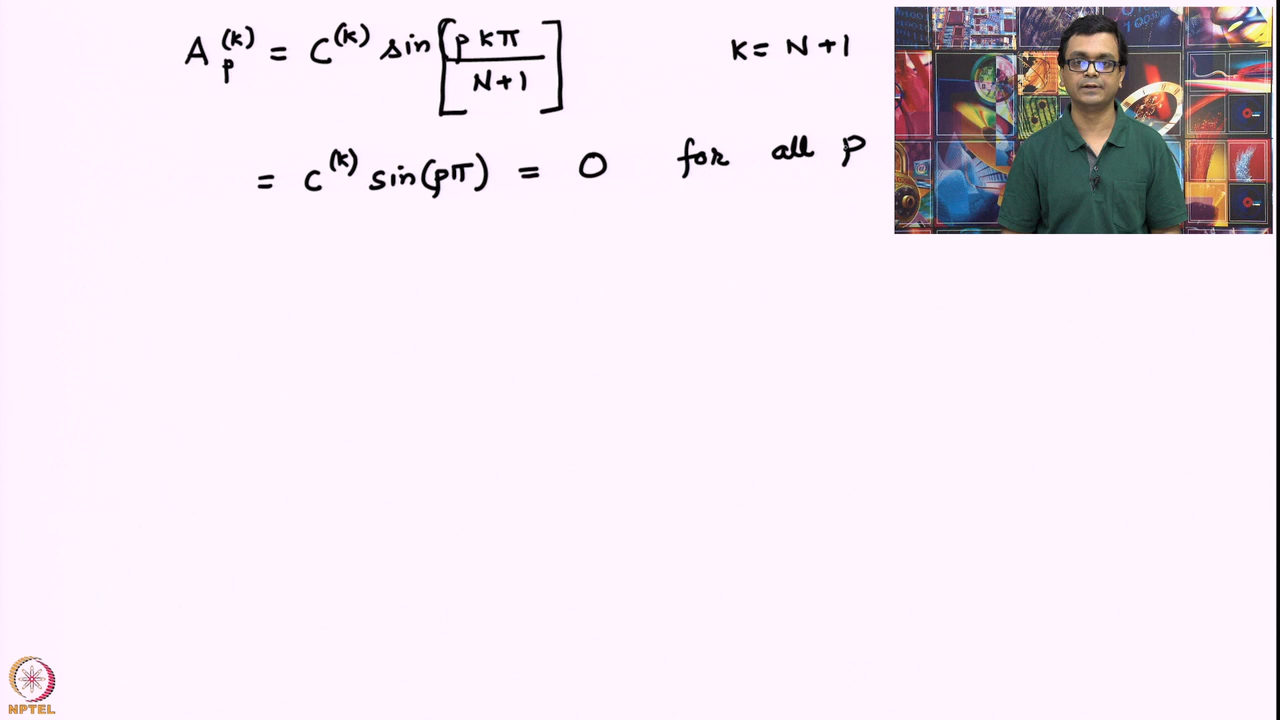 A_p^(k) = C^(k) sin[pkπ / N+1] k = N+1
= C^(k) sin(pπ) = 0 for all p
NPTEL